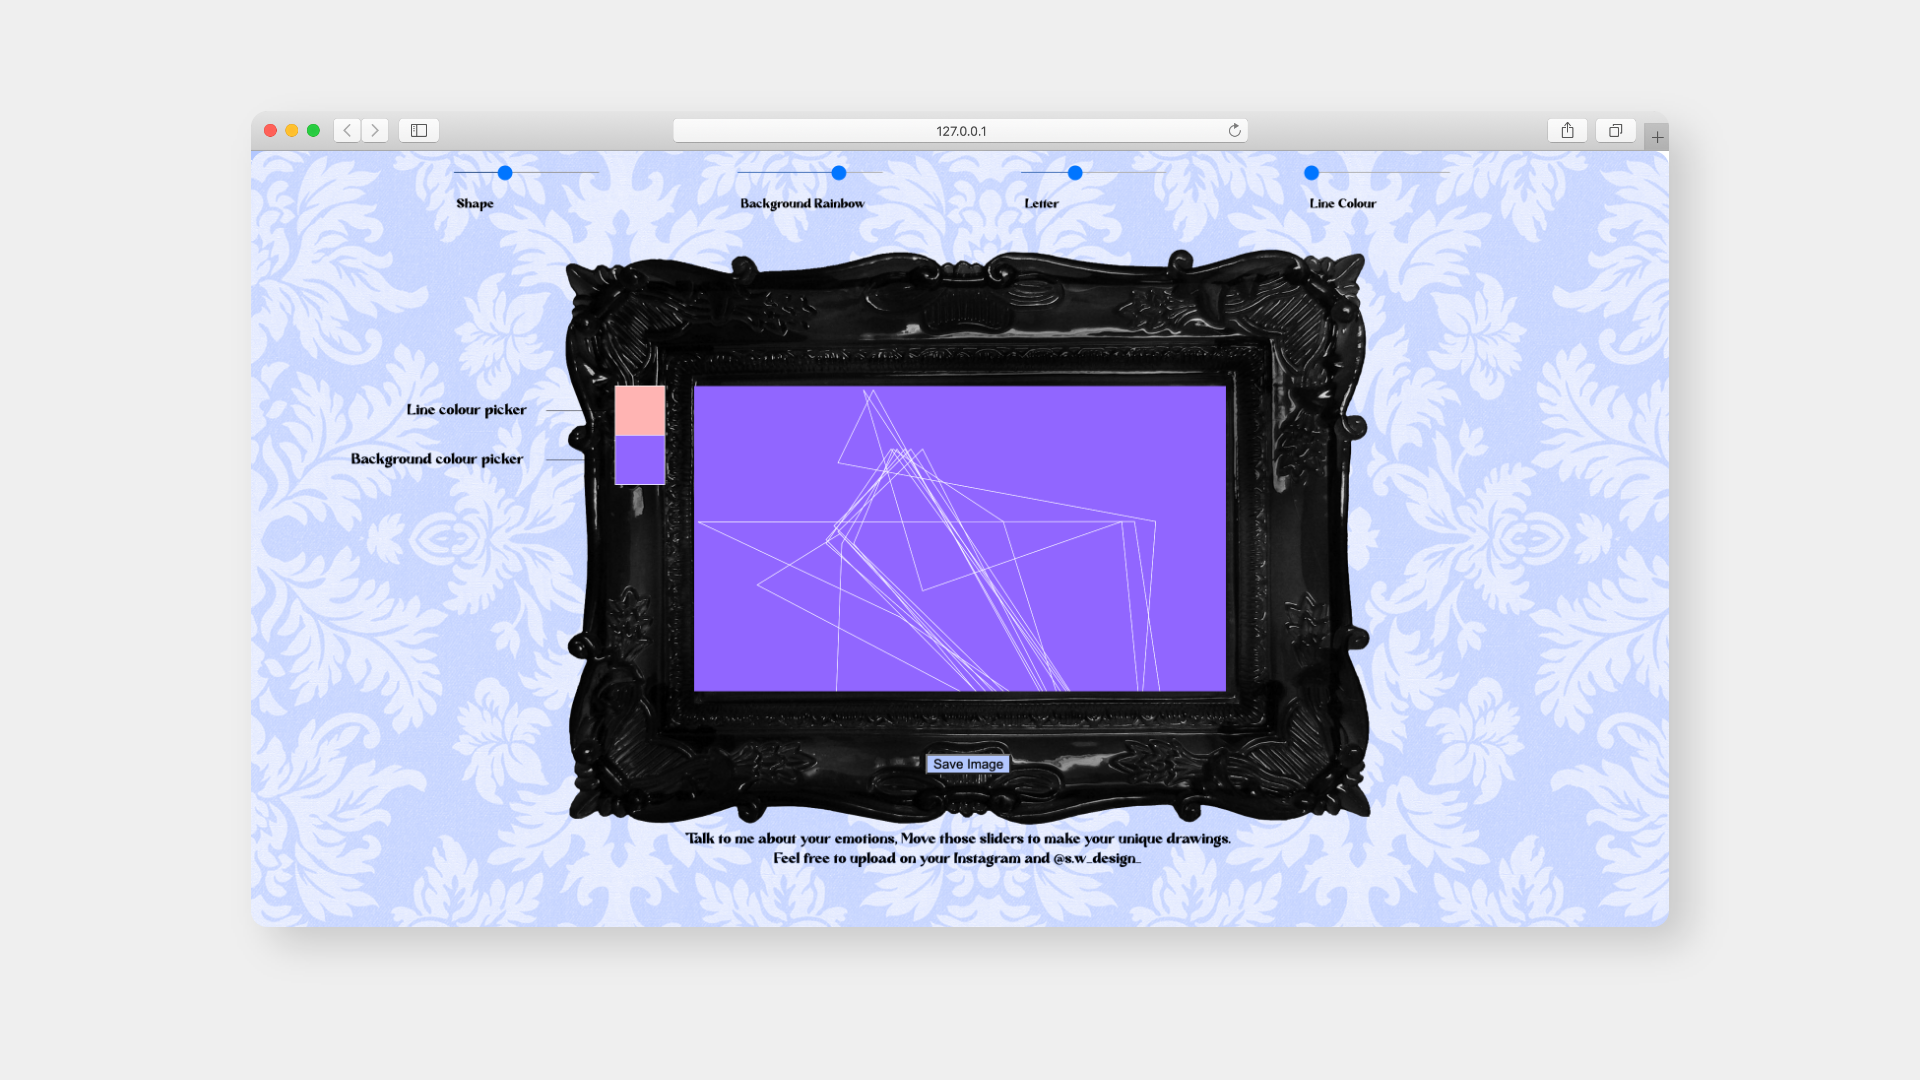 127.0.0.1
Shape
Background Rainbow
Letter
Line Colour
Line colour picker
Background colour picker
Save Image
Talk to me about your emotions, Move those sliders to make your unique drawings.
Feel free to upload on your Instagram and @s.w_design_